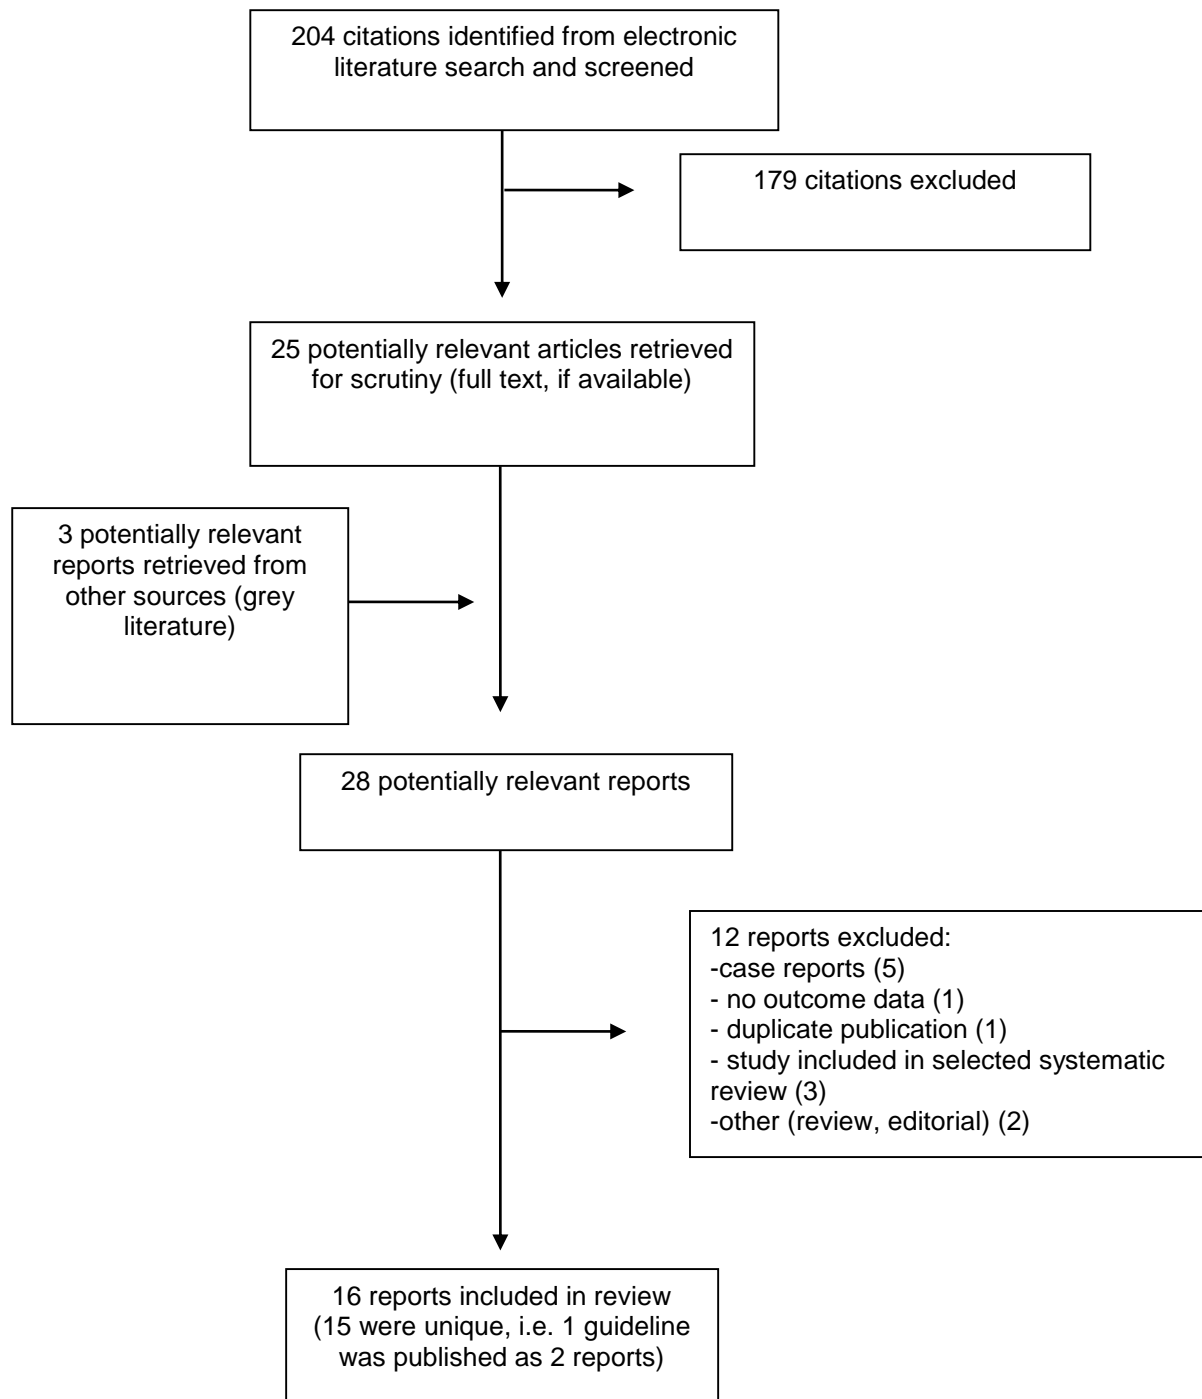 204 citations identified from electronic
literature search and screened
179 citations excluded
25 potentially relevant articles retrieved
for scrutiny (full text, if available)
3 potentially relevant
reports retrieved from
other sources (grey
literature)
28 potentially relevant reports
12 reports excluded:
-case reports (5)
- no outcome data (1)
- duplicate publication (1)
- study included in selected systematic
review (3)
-other (review, editorial) (2)
16 reports included in review
(15 were unique, i.e. 1 guideline
was published as 2 reports)